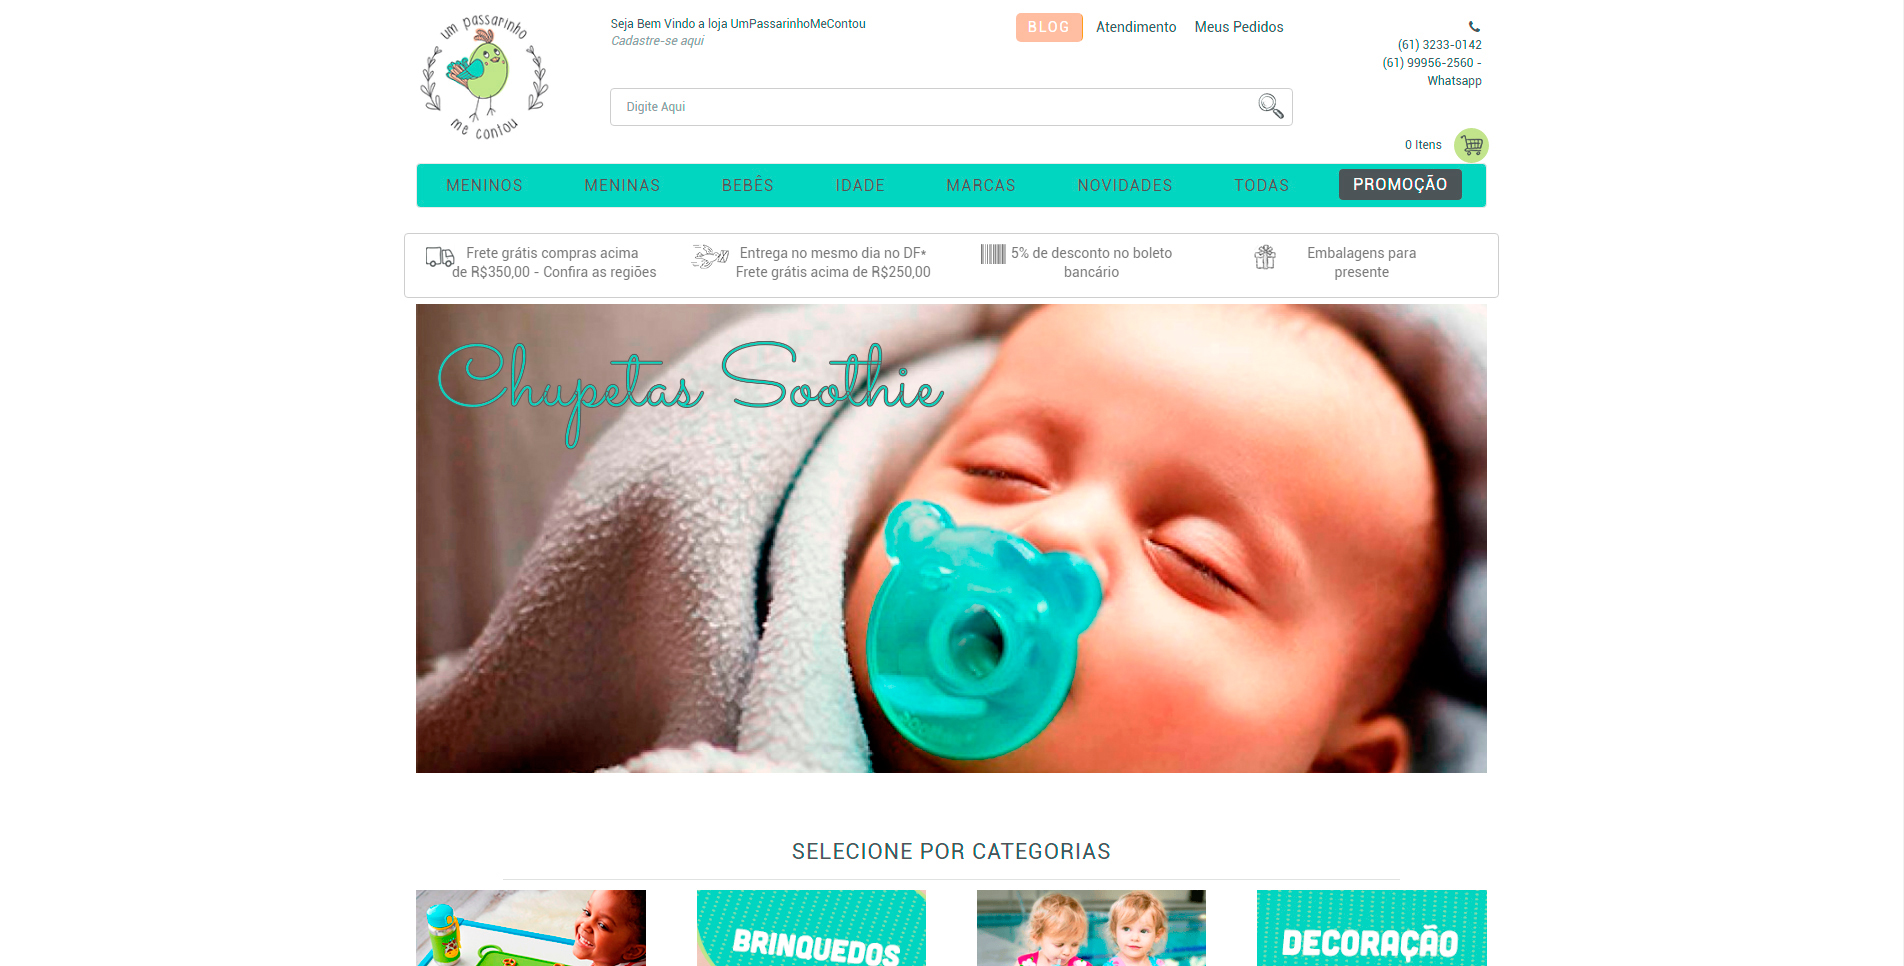 um passarinho
me contou
Seja Bem Vindo a loja UmPassarinhoMeContou
Cadastre-se aqui
BLOG
Atendimento
Meus Pedidos
(61) 3233-0142
(61) 99956-2560 -
Whatsapp
Digite Aqui
0 Itens
MENINOS
MENINAS
BEBÊS
IDADE
MARCAS
NOVIDADES
TODAS
PROMOÇÃO
Frete grátis compras acima
de R$350,00 - Confira as regiões
Entrega no mesmo dia no DF*
Frete grátis acima de R$250,00
5% de desconto no boleto
bancário
Embalagens para
presente
Chupetas Soothie
SELECIONE POR CATEGORIAS
BRINQUEDOS
DECORAÇÃO